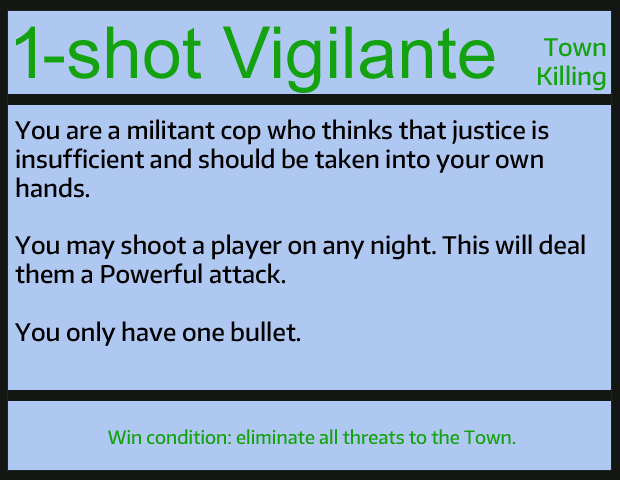 1-shot Vigilante
Town
Killing
You are a militant cop who thinks that justice is
insufficient and should be taken into your own
hands.
You may shoot a player on any night. This will deal
them a Powerful attack.
You only have one bullet.
Win condition: eliminate all threats to the Town.